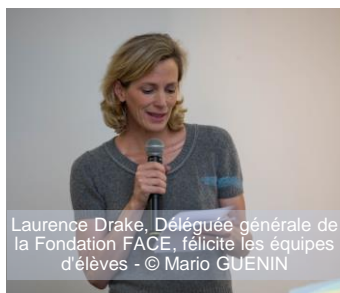 Laurence Drake, Déléguée générale de
la Fondation FACE, félicite les équipes
d'élèves - © Mario GUENIN